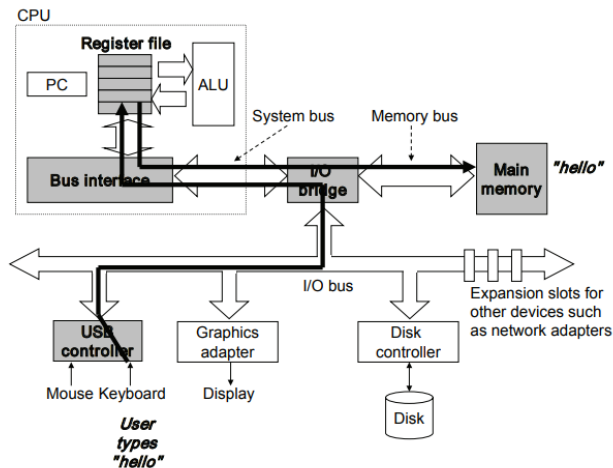 CPU
Register file
PC
ALU
System bus
Memory bus
Bus interface
I/O
bridge
Main
memory
"hello"
I/O bus
Expansion slots for
other devices such
as network adapters
USB
controller
Graphics
adapter
Disk
controller
Mouse Keyboard
Display
Disk
User
types
"hello"